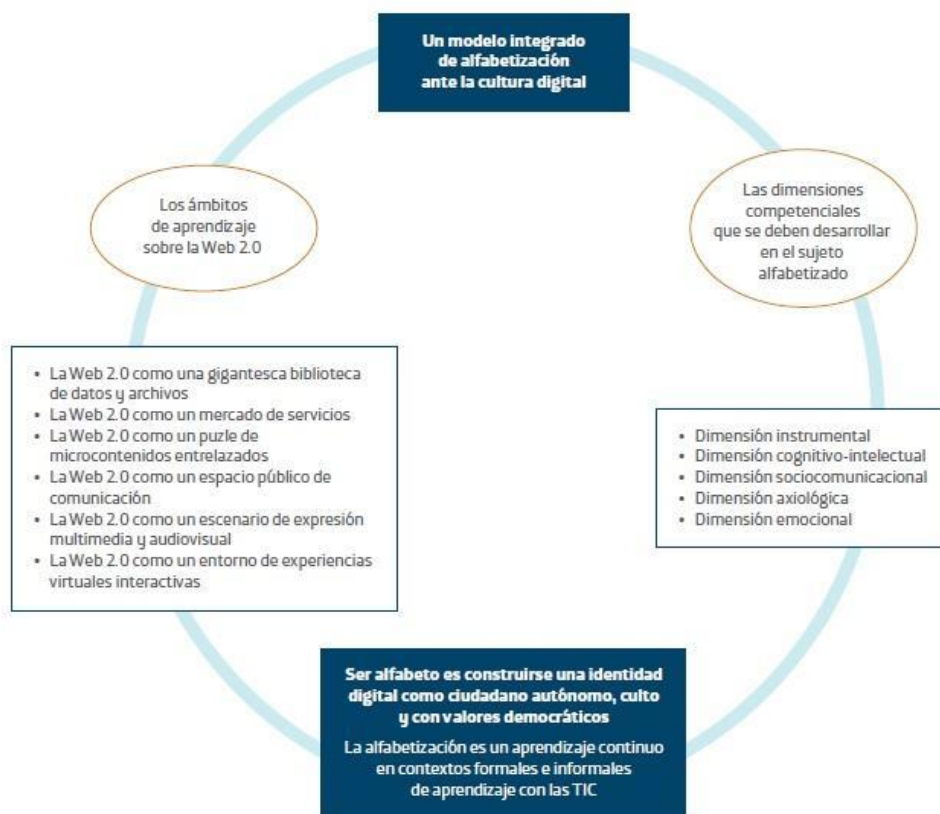 Un modelo integrado
de alfabetización
ante la cultura digital
Los ámbitos
de aprendizaje
sobre la Web 2.0
Las dimensiones
competenciales
que se deben desarrollar
en el sujeto
alfabetizado
• La Web 2.0 como una gigantesca biblioteca
de datos y archivos
• La Web 2.0 como un mercado de servicios
• La Web 2.0 como un puzle de
microcontenidos entrelazados
• La Web 2.0 como un espacio público de
comunicación
• La Web 2.0 como un escenario de expresión
multimedia y audiovisual
• La Web 2.0 como un entorno de experiencias
virtuales interactivas
• Dimensión instrumental
• Dimensión cognitivo-intelectual
• Dimensión sociocomunicacional
• Dimensión axiológica
• Dimensión emocional
Ser alfabeto es construirse una identidad
digital como ciudadano autónomo, culto
y con valores democráticos
La alfabetización es un aprendizaje continuo
en contextos formales e informales
de aprendizaje con las TIC